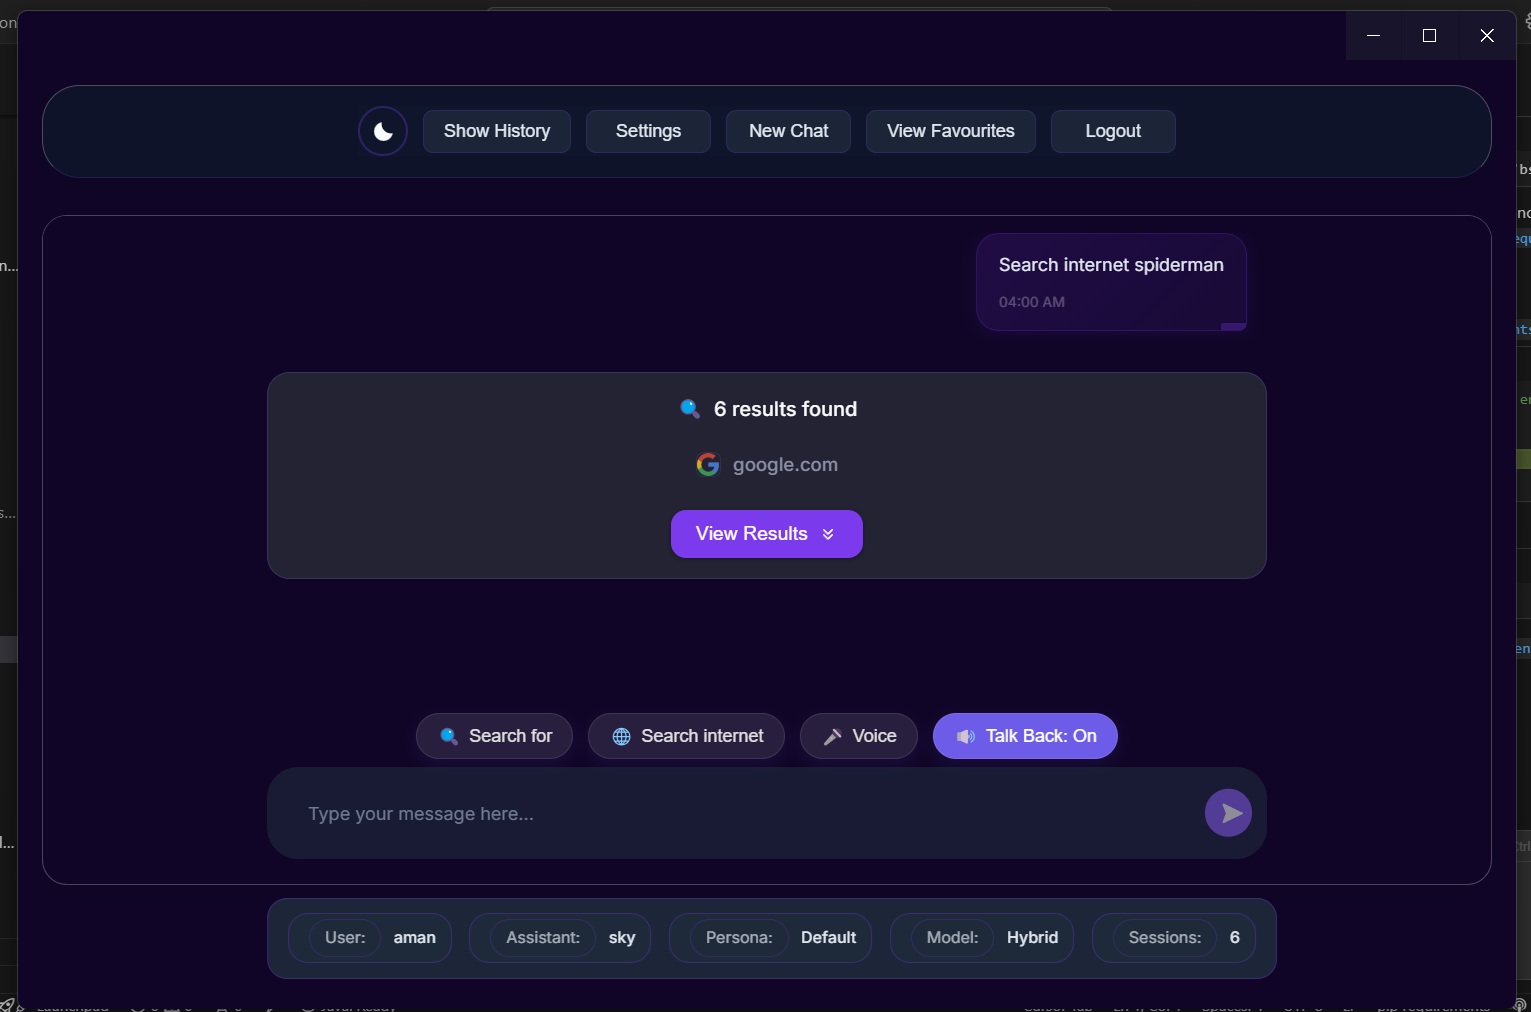 Show History
Settings
New Chat
View Favourites
Logout
Search internet spiderman
04:00 AM
6 results found
google.com
View Results
Search for
Search internet
Voice
Talk Back: On
Type your message here...
User: aman
Assistant: sky
Persona: Default
Model: Hybrid
Sessions: 6